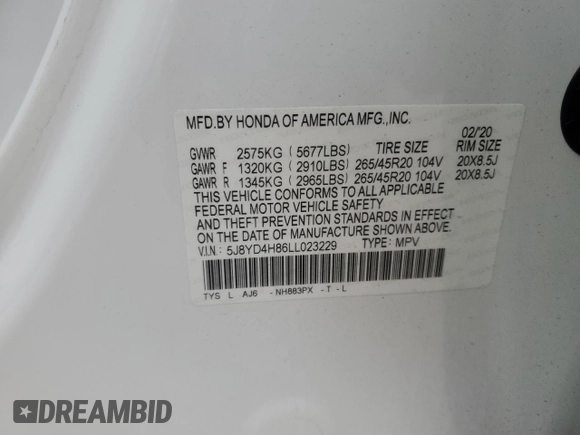 MFD.BY HONDA OF AMERICA MFG.,INC.
02/'20
GVWR 2575KG (5677LBS) TIRE SIZE RIM SIZE
GAWR F 1320KG (2910LBS) 265/45R20 104V 20X8.5J
GAWR R 1345KG (2965LBS) 265/45R20 104V 20X8.5J
THIS VEHICLE CONFORMS TO ALL APPLICABLE
FEDERAL MOTOR VEHICLE SAFETY
AND THEFT PREVENTION STANDARDS IN EFFECT
ON THE DATE OF MANUFACTURE SHOWN ABOVE.
V.I.N.: 5J8YD4H86LL023229 TYPE: MPV
TYS L AJ6 -NH883PX -T-L
DREAMBID